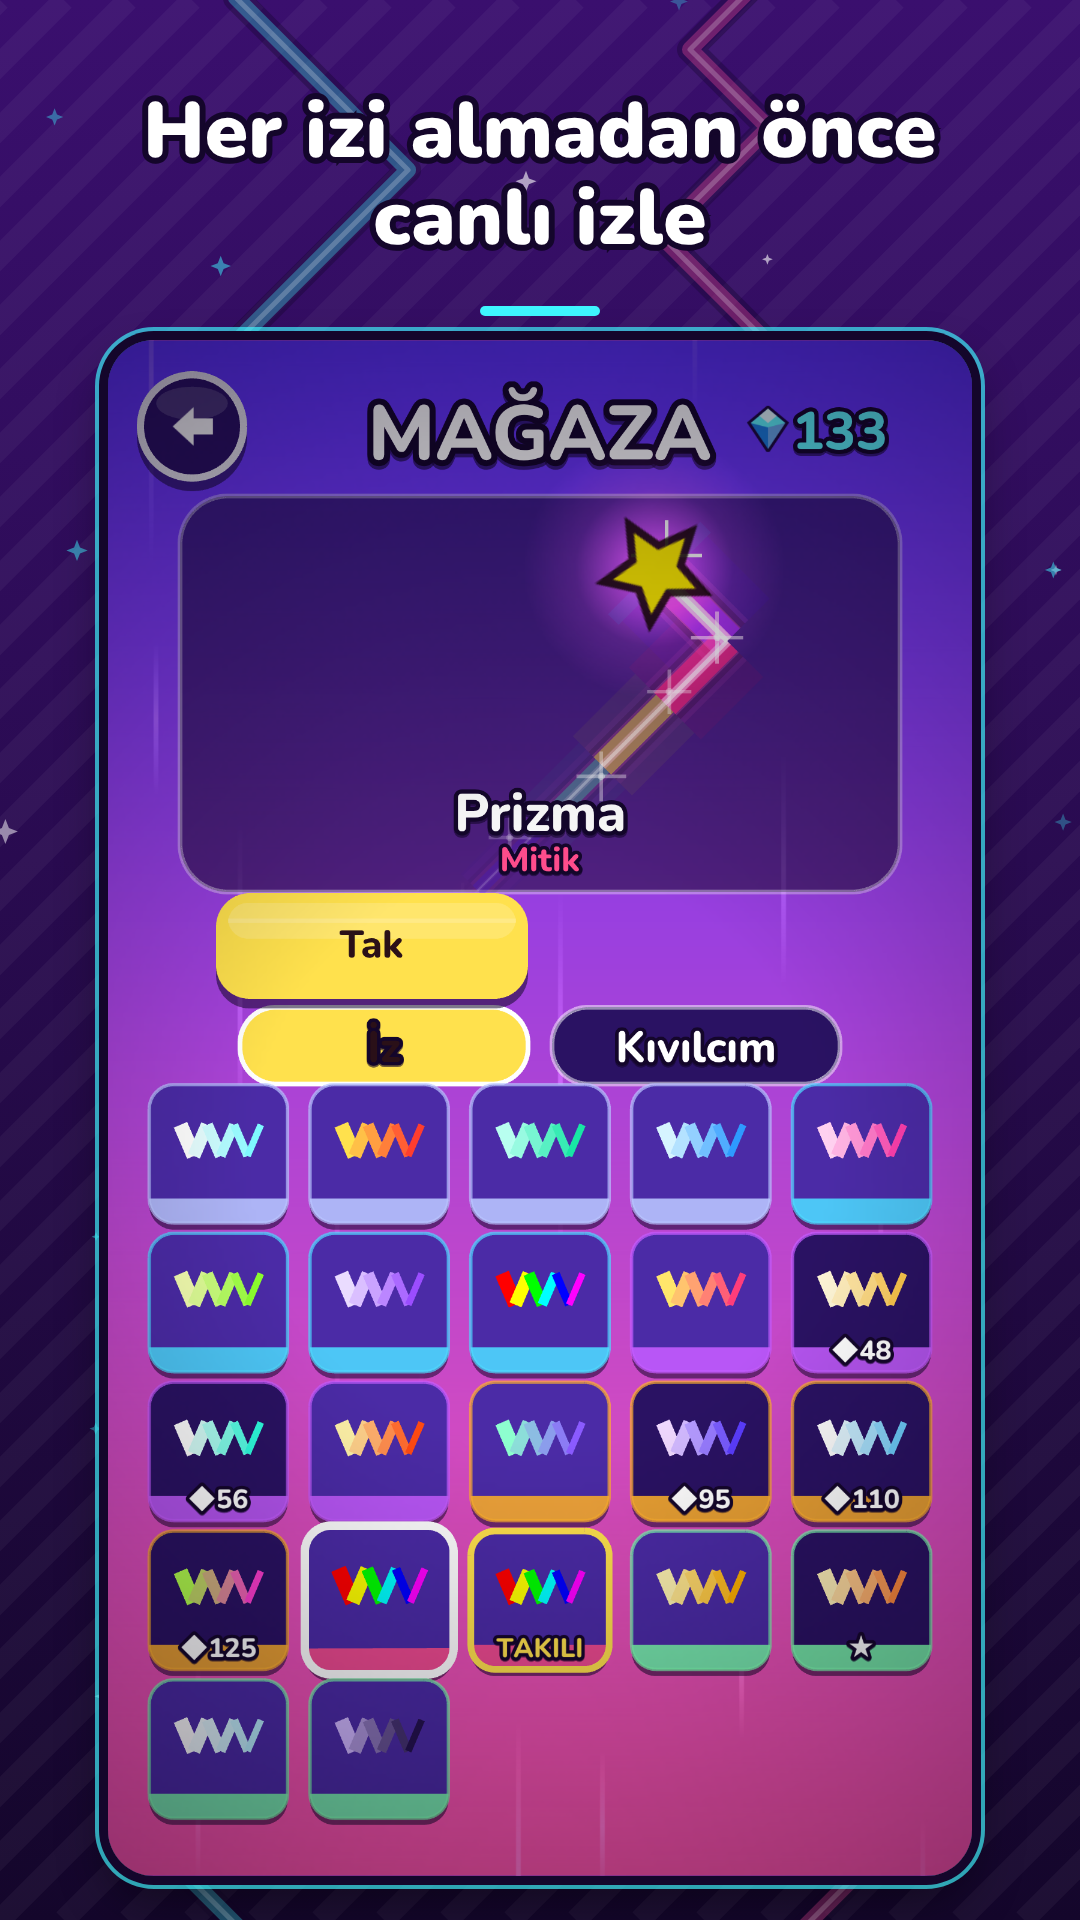 Her izi almadan önce
canlı izle
MAĞAZA
133
Prizma
Mitik
Tak
İz
Kıvılcım
48
56
95
110
125
TAKILI